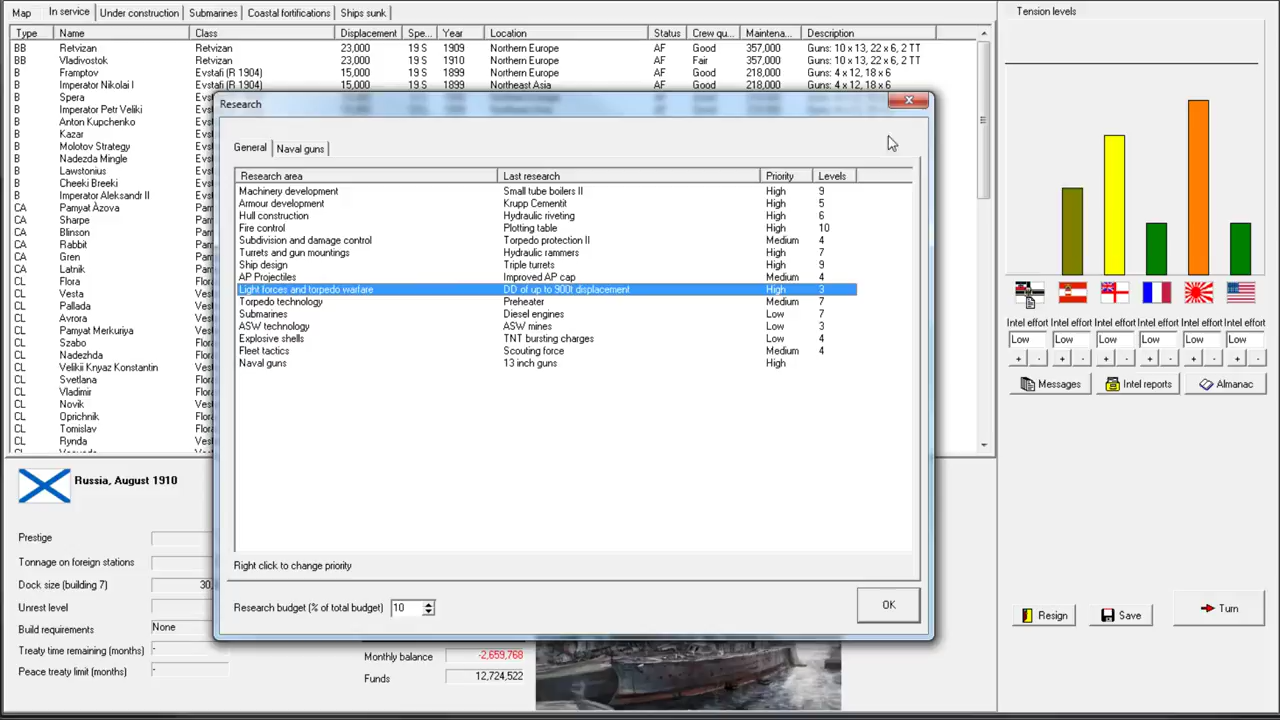 Map In service Under construction Submarines Coastal fortifications Ships sunk
Type Name Class Displacement Spe... Year Location Status Crew qu... Maintena... Description
BB Retvizan Retvizan 23,000 19 S 1909 Northern Europe AF Good 357,000 Guns: 10 x 13, 22 x 6, 2 TT
BB Vladivostok Retvizan 23,000 19 S 1910 Northern Europe AF Fair 357,000 Guns: 10 x 13, 22 x 6, 2 TT
B Framptov Evstafi (R 1904) 15,000 19 S 1899 Northern Europe AF Good 218,000 Guns: 4 x 12, 18 x 6
B Imperator Nikolai I Evstafi (R 1904) 15,000 19 S 1899 Northeast Asia AF Good 218,000 Guns: 4 x 12, 18 x 6
B Spera
B Imperator Petr Veliki
B Anton Kupchenko
B Kazar
B Molotov Strategy
B Nadezda Mingle
B Lawstonius
B Cheeki Breeki
B Imperator Aleksandr II
CA Pamyat Àzova
CA Sharpe
CA Blinson
CA Rabbit
CA Gren
CA Latnik
CL Flora
CL Vesta
CL Pallada
CL Avrora
CL Pamyat Merkuriya
CL Szabo
CL Nadezhda
CL Velikii Knyaz Konstantin
CL Svetlana
CL Vladimir
CL Novik
CL Oprichnik
CL Tomislav
CL Rynda
Research
General Naval guns
Research area Last research Priority Levels
Machinery development Small tube boilers II High 9
Armour development Krupp Cementit High 5
Hull construction Hydraulic riveting High 6
Fire control Plotting table High 10
Subdivision and damage control Torpedo protection II Medium 4
Turrets and gun mountings Hydraulic rammers High 7
Ship design Triple turrets High 9
AP Projectiles Improved AP cap Medium 4
Light forces and torpedo warfare DD of up to 900t displacement High 3
Torpedo technology Preheater Medium 7
Submarines Diesel engines Low 7
ASW technology ASW mines Low 3
Explosive shells TNT bursting charges Low 4
Fleet tactics Scouting force Medium 4
Naval guns 13 inch guns High
Right click to change priority
Research budget (% of total budget) 10
OK
Tension levels
Intel effort Intel effort Intel effort Intel effort Intel effort Intel effort
Low Low Low Low Low Low
+ - + - + - + - + - + -
Messages Intel reports Almanac
Russia, August 1910
Prestige
Tonnage on foreign stations
Dock size (building 7) 30,
Unrest level
Build requirements None
Treaty time remaining (months) -
Peace treaty limit (months) -
Monthly balance -2,659,768
Funds 12,724,522
Resign Save Turn